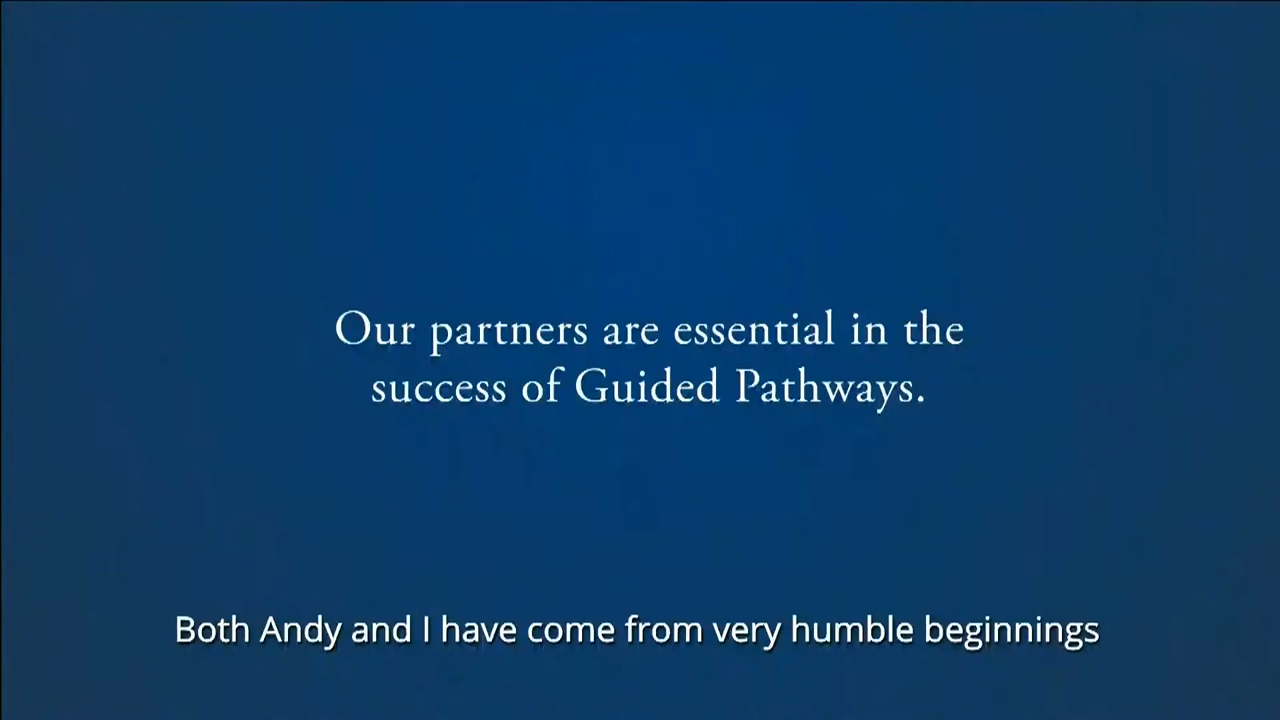 Our partners are essential in the
success of Guided Pathways.
Both Andy and I have come from very humble beginnings